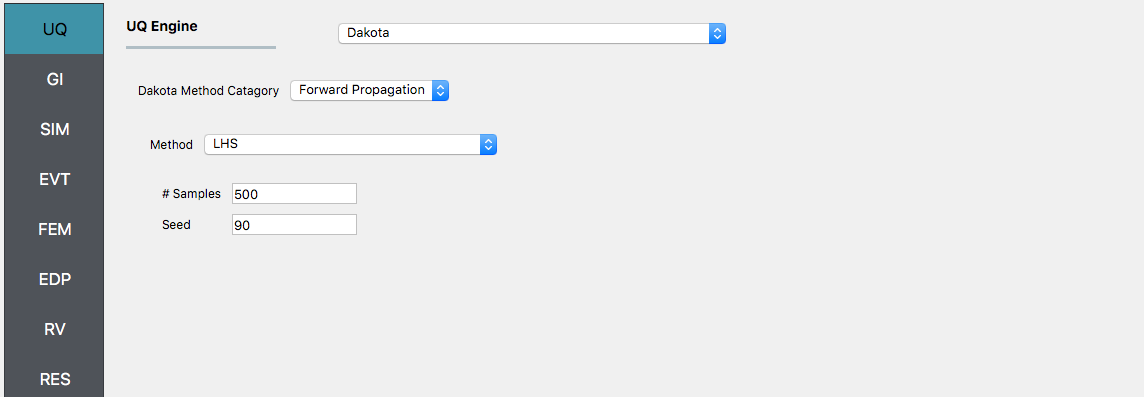 UQ
GI
SIM
EVT
FEM
EDP
RV
RES
UQ Engine
Dakota
Dakota Method Catagory
Forward Propagation
Method
LHS
# Samples
500
Seed
90